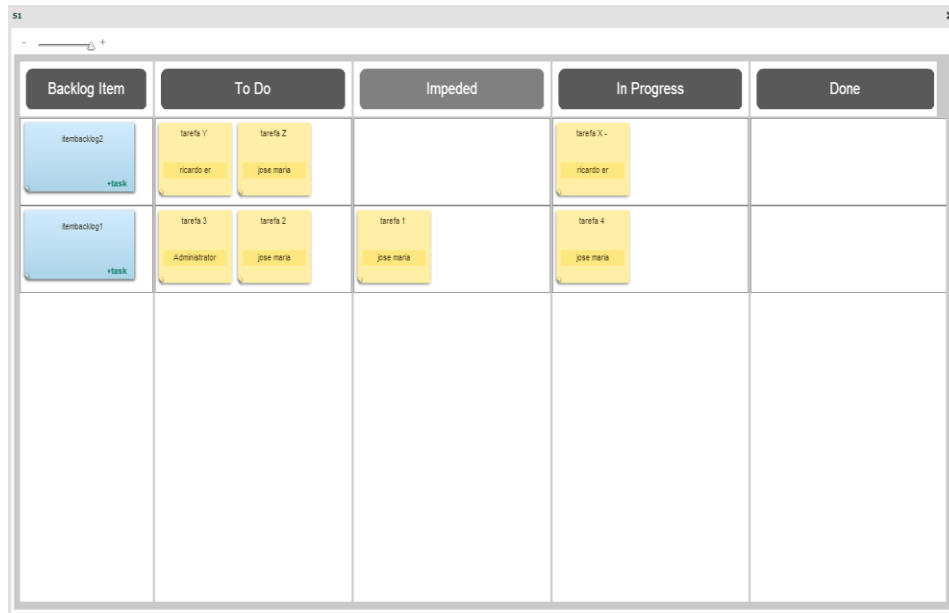 S1
- +
Backlog Item
To Do
Impeded
In Progress
Done
itembacklog2
+task
tarefa Y
ricardo er
tarefa Z
jose maria
tarefa X -
ricardo er
itembacklog1
+task
tarefa 3
Administrator
tarefa 2
jose maria
tarefa 1
jose maria
tarefa 4
jose maria